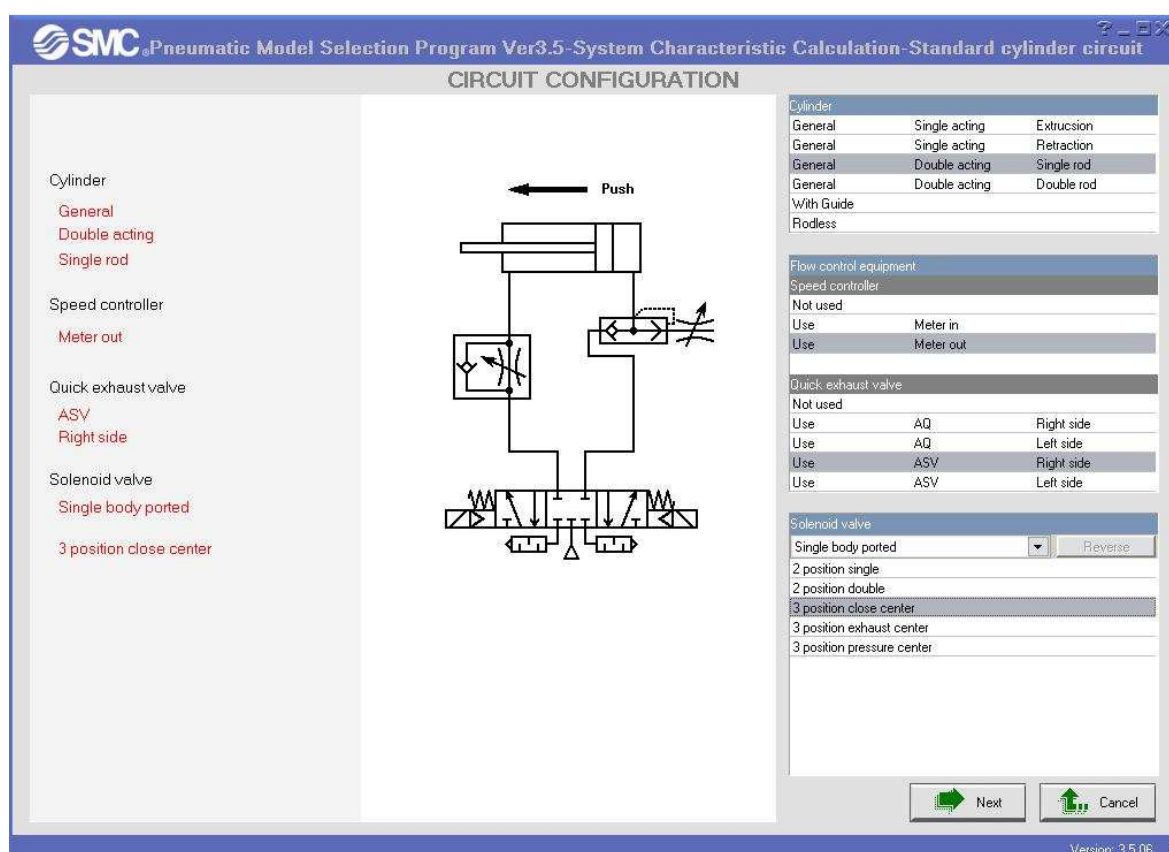 SMC®Pneumatic Model Selection Program Ver3.5-System Characteristic Calculation-Standard cylinder circuit
CIRCUIT CONFIGURATION
Cylinder
General
Double acting
Single rod
Speed controller
Meter out
Quick exhaust valve
ASV
Right side
Solenoid valve
Single body ported
3 position close center
Push
Cylinder
General Single acting Extrucsion
General Single acting Retraction
General Double acting Single rod
General Double acting Double rod
With Guide
Rodless
Flow control equipment
Speed controller
Not used
Use Meter in
Use Meter out
Quick exhaust valve
Not used
Use AQ Right side
Use AQ Left side
Use ASV Right side
Use ASV Left side
Solenoid valve
Single body ported Reverse
2 position single
2 position double
3 position close center
3 position exhaust center
3 position pressure center
Next Cancel
Version: 3.5.06